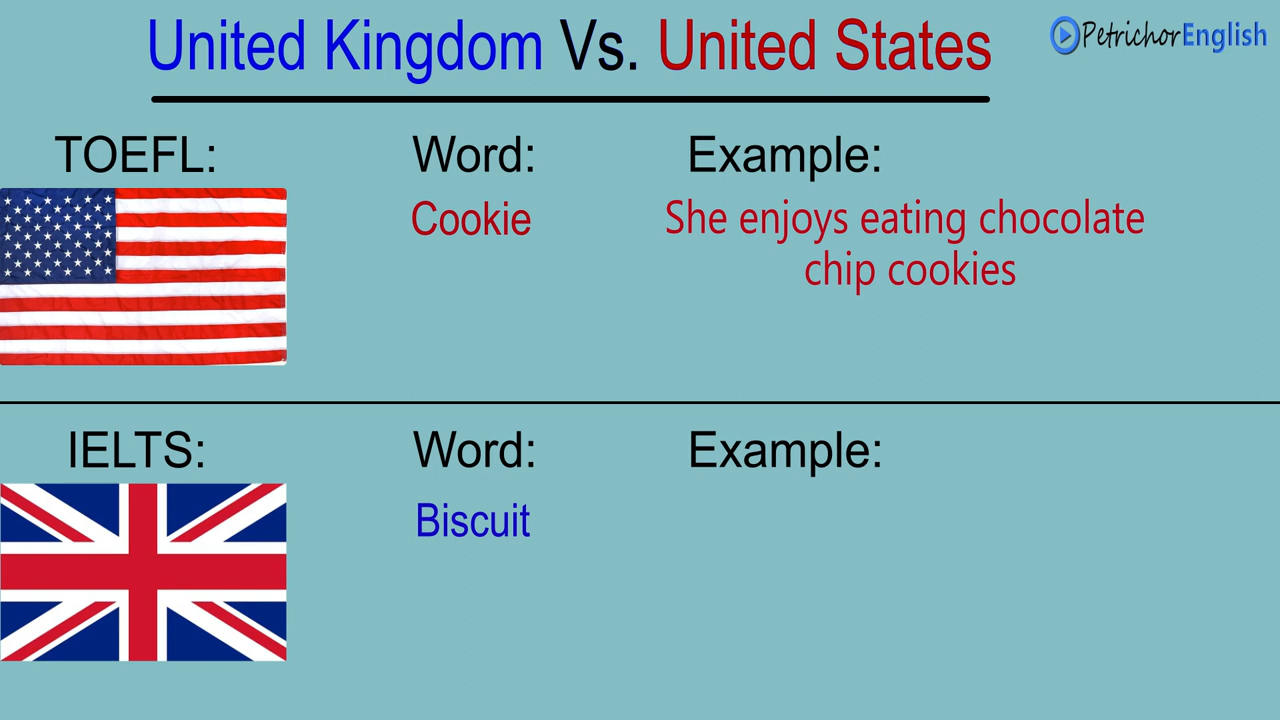 United Kingdom Vs. United States
PetrichorEnglish
TOEFL: Word: Example:
Cookie She enjoys eating chocolate
chip cookies
IELTS: Word: Example:
Biscuit